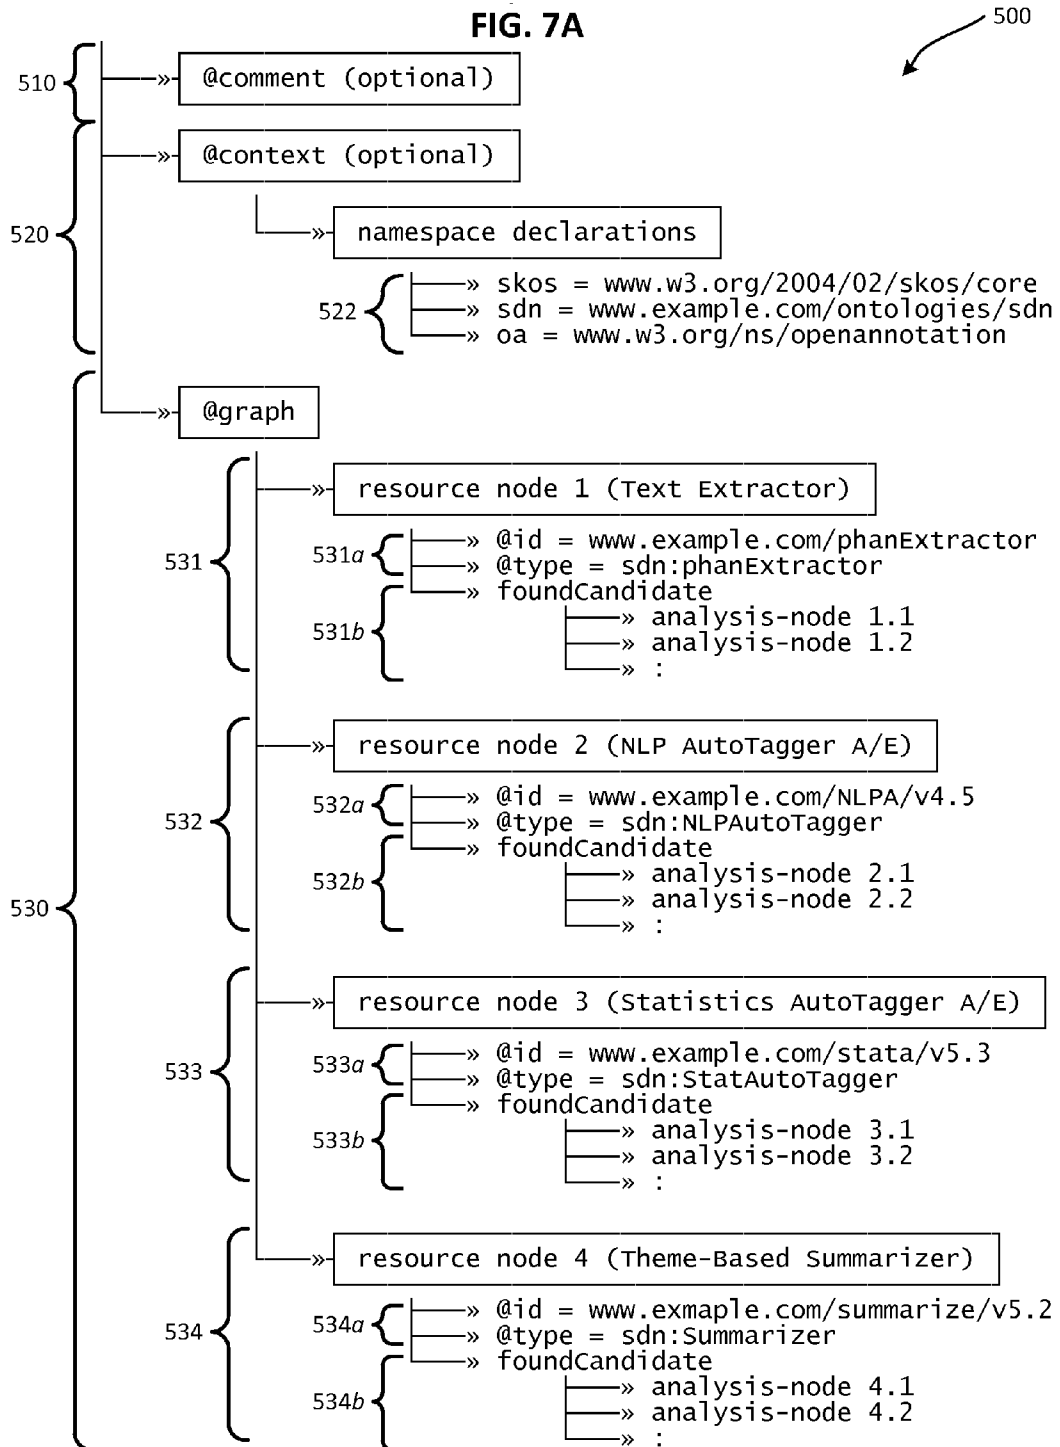 FIG. 7A
500
510
@comment (optional)
@context (optional)
520
namespace declarations
522
» skos = www.w3.org/2004/02/skos/core
» sdn = www.example.com/ontologies/sdn
» oa = www.w3.org/ns/openannotation
@graph
530
resource node 1 (Text Extractor)
531
531a
» @id = www.example.com/phanExtractor
» @type = sdn:phanExtractor
» foundCandidate
531b
» analysis-node 1.1
» analysis-node 1.2
» :
resource node 2 (NLP AutoTagger A/E)
532
532a
» @id = www.example.com/NLPA/v4.5
» @type = sdn:NLPAutoTagger
» foundCandidate
532b
» analysis-node 2.1
» analysis-node 2.2
» :
resource node 3 (Statistics AutoTagger A/E)
533
533a
» @id = www.example.com/stata/v5.3
» @type = sdn:StatAutoTagger
» foundCandidate
533b
» analysis-node 3.1
» analysis-node 3.2
» :
resource node 4 (Theme-Based Summarizer)
534
534a
» @id = www.exmaple.com/summarize/v5.2
» @type = sdn:Summarizer
» foundCandidate
534b
» analysis-node 4.1
» analysis-node 4.2
» :